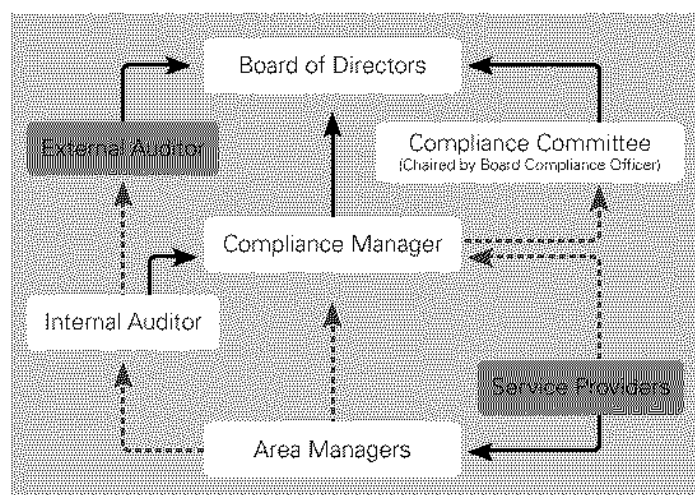 Board of Directors
External Auditor
Compliance Committee
(Chaired by Board Compliance Officer)
Compliance Manager
Internal Auditor
Service Providers
Area Managers